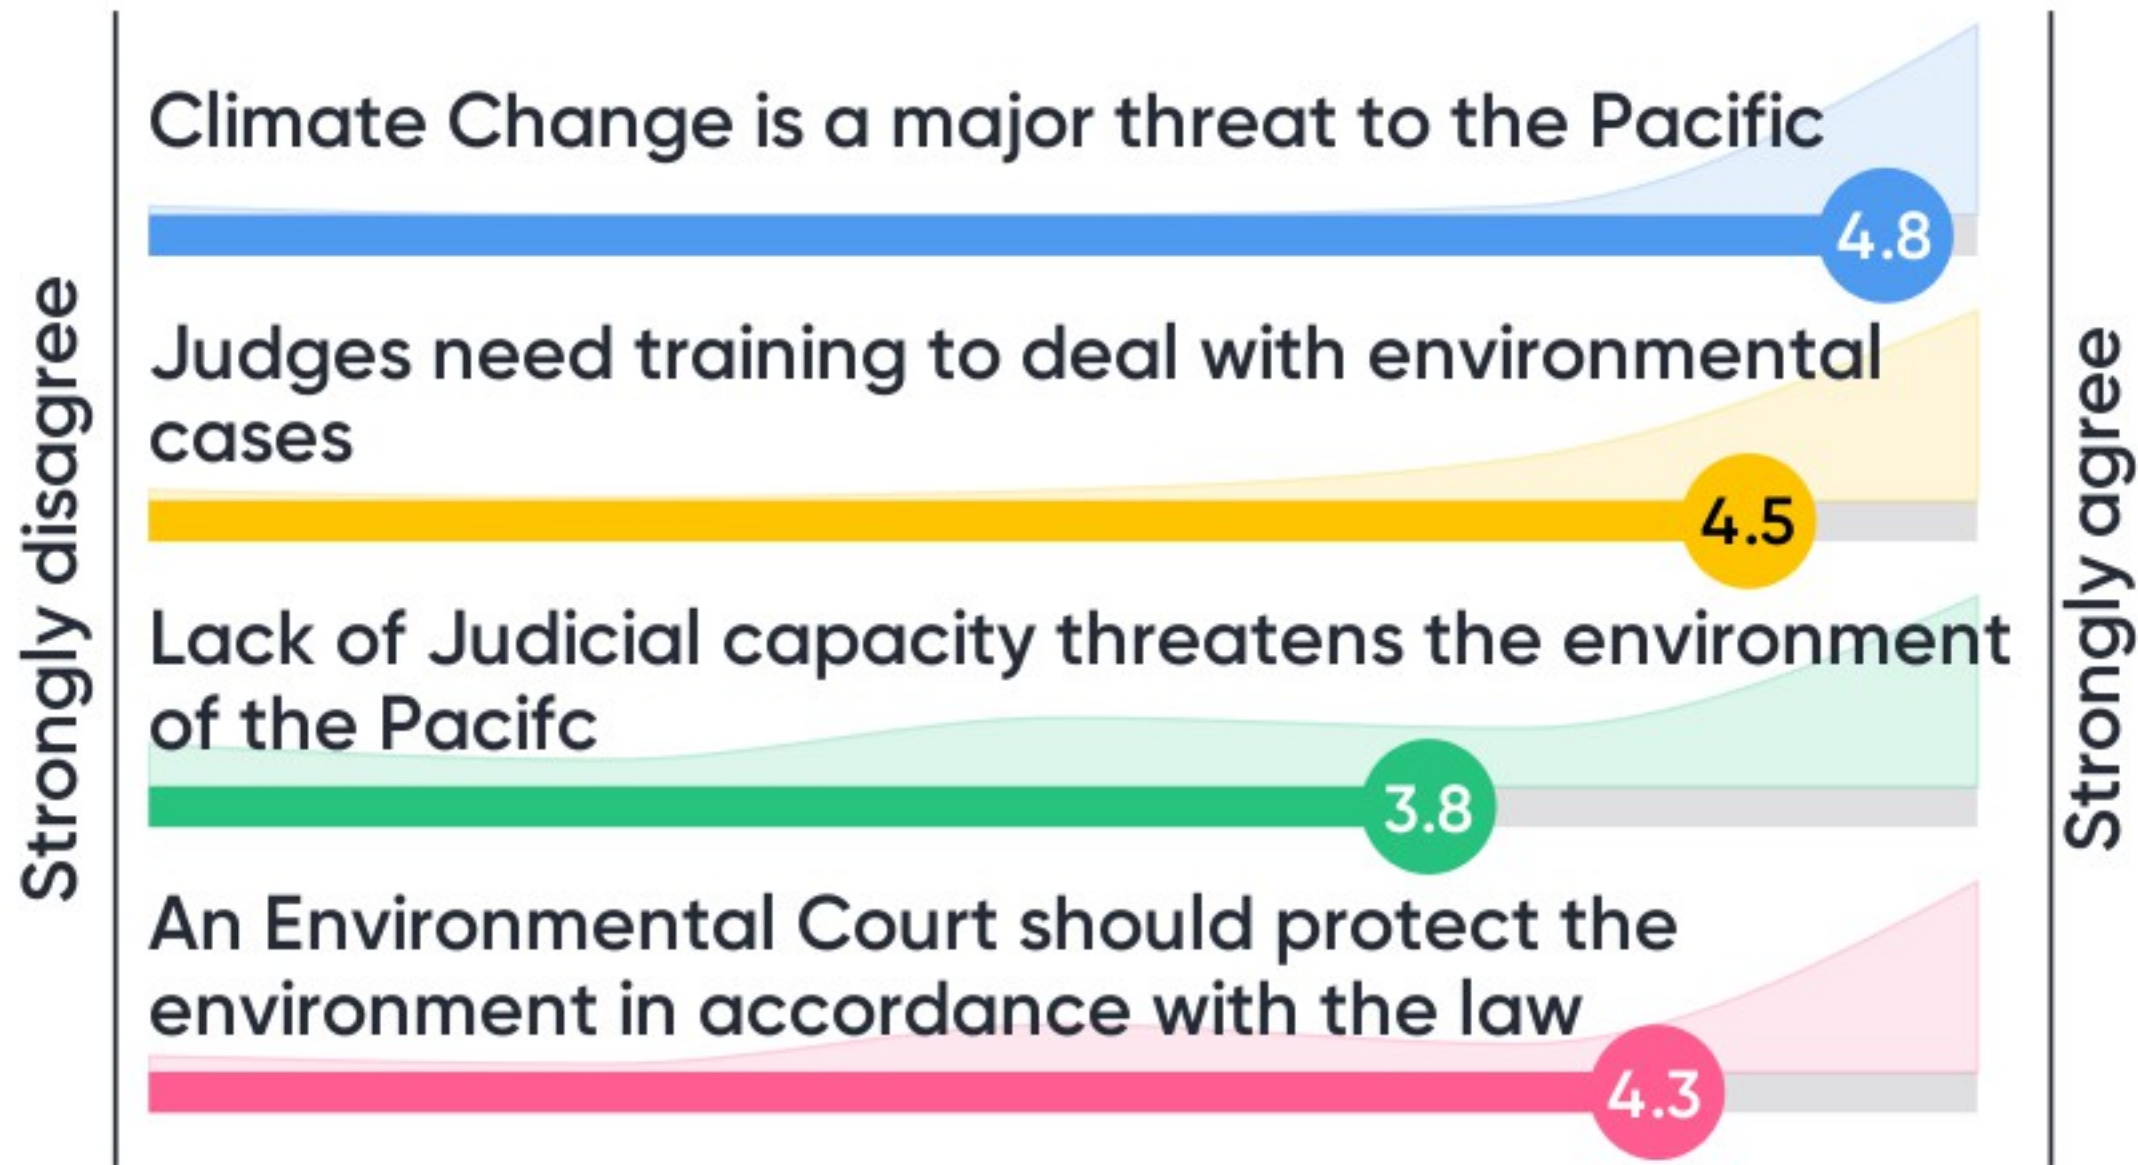 Strongly disagree
Climate Change is a major threat to the Pacific
4.8
Judges need training to deal with environmental
cases
4.5
Lack of Judicial capacity threatens the environment
of the Pacifc
3.8
An Environmental Court should protect the
environment in accordance with the law
4.3
Strongly agree